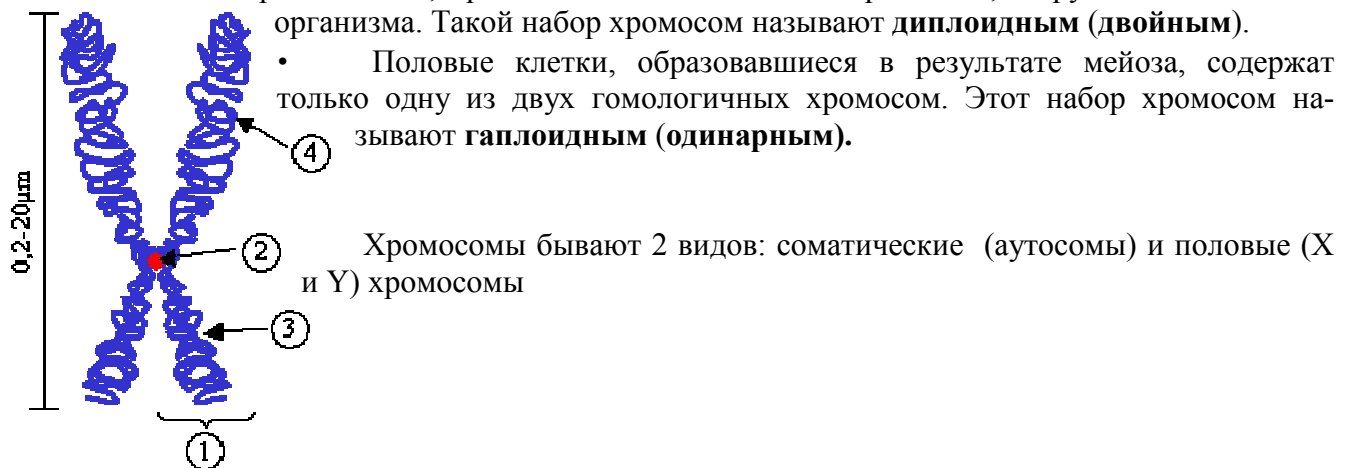 организма. Такой набор хромосом называют диплоидным (двойным).
• Половые клетки, образовавшиеся в результате мейоза, содержат
только одну из двух гомологичных хромосом. Этот набор хромосом на-
зывают гаплоидным (одинарным).
4
0,2-20µm
2
Хромосомы бывают 2 видов: соматические (аутосомы) и половые (X
и Y) хромосомы
3
1